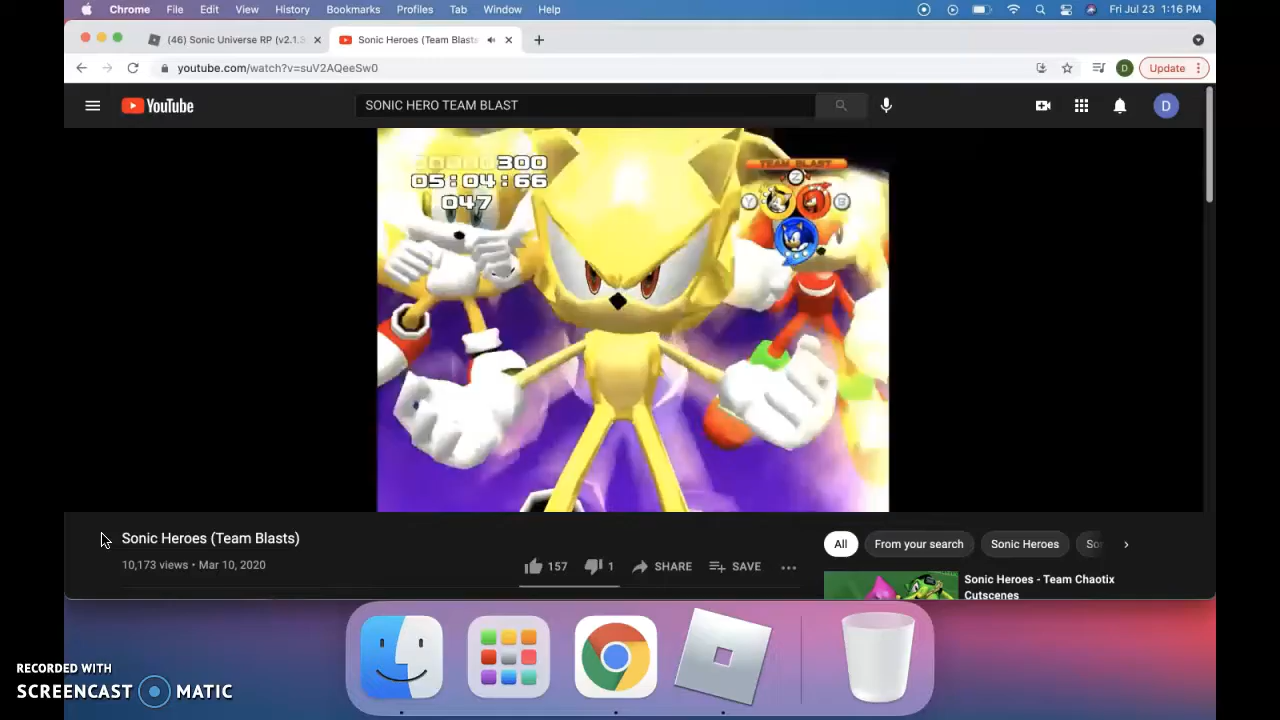 Chrome File Edit View History Bookmarks Profiles Tab Window Help Fri Jul 23 1:16 PM
(46) Sonic Universe RP (v2.1.
Sonic Heroes (Team Blasts
youtube.com/watch?v=suV2AQeeSw0
D
Update
YouTube
SONIC HERO TEAM BLAST
D
300
05:04:66
047
TEAM BLAST
Z
Y
B
Sonic Heroes (Team Blasts)
10,173 views • Mar 10, 2020
157
1
SHARE
SAVE
All
From your search
Sonic Heroes
Sonic Heroes - Team Chaotix
Cutscenes
RECORDED WITH
SCREENCAST MATIC